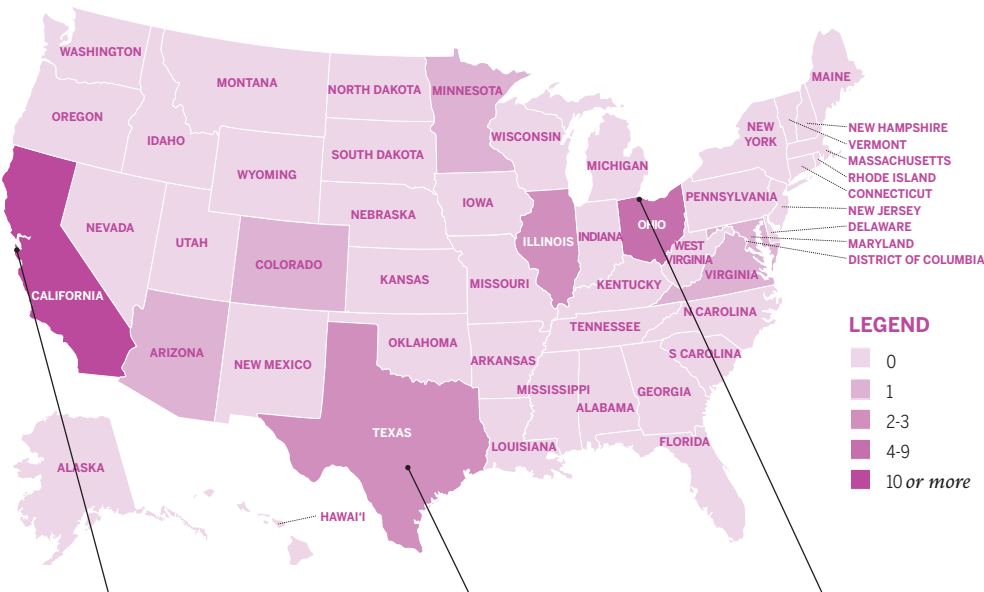 WASHINGTON
MONTANA
NORTH DAKOTA
MINNESOTA
MAINE
OREGON
IDAHO
WYOMING
SOUTH DAKOTA
WISCONSIN
MICHIGAN
NEW
YORK
NEW HAMPSHIRE
VERMONT
MASSACHUSETTS
RHODE ISLAND
CONNECTICUT
NEW JERSEY
DELAWARE
MARYLAND
DISTRICT OF COLUMBIA
PENNSYLVANIA
IOWA
NEBRASKA
NEVADA
UTAH
COLORADO
KANSAS
MISSOURI
ILLINOIS
INDIANA
OHIO
WEST
VIRGINIA
VIRGINIA
KENTUCKY
CALIFORNIA
ARIZONA
NEW MEXICO
OKLAHOMA
ARKANSAS
TENNESSEE
N CAROLINA
S CAROLINA
MISSISSIPPI
ALABAMA
GEORGIA
TEXAS
LOUISIANA
FLORIDA
ALASKA
HAWAI‘I
LEGEND
0
1
2-3
4-9
10 or more